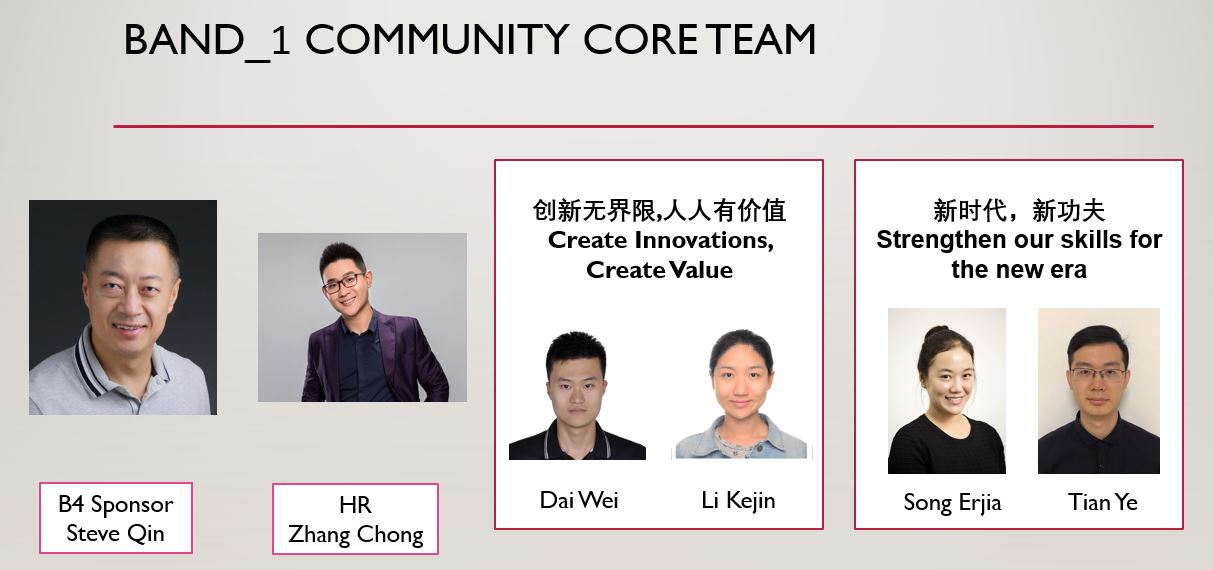 BAND_1 COMMUNITY CORE TEAM
B4 Sponsor
Steve Qin
HR
Zhang Chong
创新无界限,人人有价值
Create Innovations,
Create Value
Dai Wei
Li Kejin
新时代，新功夫
Strengthen our skills for
the new era
Song Erjia
Tian Ye